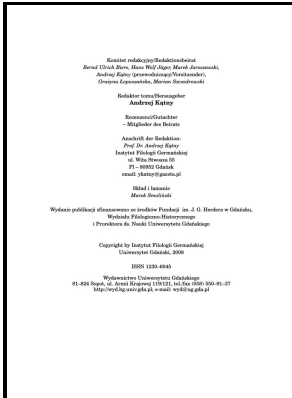 Komitet redakcyjny/Redaktionsbeirat
Bernd Ulrich Biere, Hans Wolf Jäger, Marek Jaroszewski,
Andrzej Kątny (przewodniczący/Vorsitzender),
Grażyna Łopuszańska, Marian Szczodrowski
Redaktor tomu/Herausgeber
Andrzej Kątny
Recenzenci/Gutachter
– Mitglieder des Beirats
Anschrift der Redaktion:
Prof. Dr. Andrzej Kątny
Instytut Filologii Germańskiej
ul. Wita Stwosza 55
Pl – 80952 Gdańsk
email: ykatny@gazeta.pl
Skład i łamanie
Marek Smoliński
Wydanie publikacji sfinansowano ze środków Fundacji im. J. G. Herdera w Gdańsku,
Wydziału Filologiczno-Historycznego
i Prorektora ds. Nauki Uniwersytetu Gdańskiego
Copyright by Instytut Filologii Germańskiej
Uniwersytet Gdański, 2008
ISSN 1230–6045
Wydawnictwo Uniwersytetu Gdańskiego
81–824 Sopot, ul. Armii Krajowej 119/121, tel./fax (058) 550–91–37
http://wyd.bg.univ.gda.pl; e-mail: wyd@ug.gda.pl